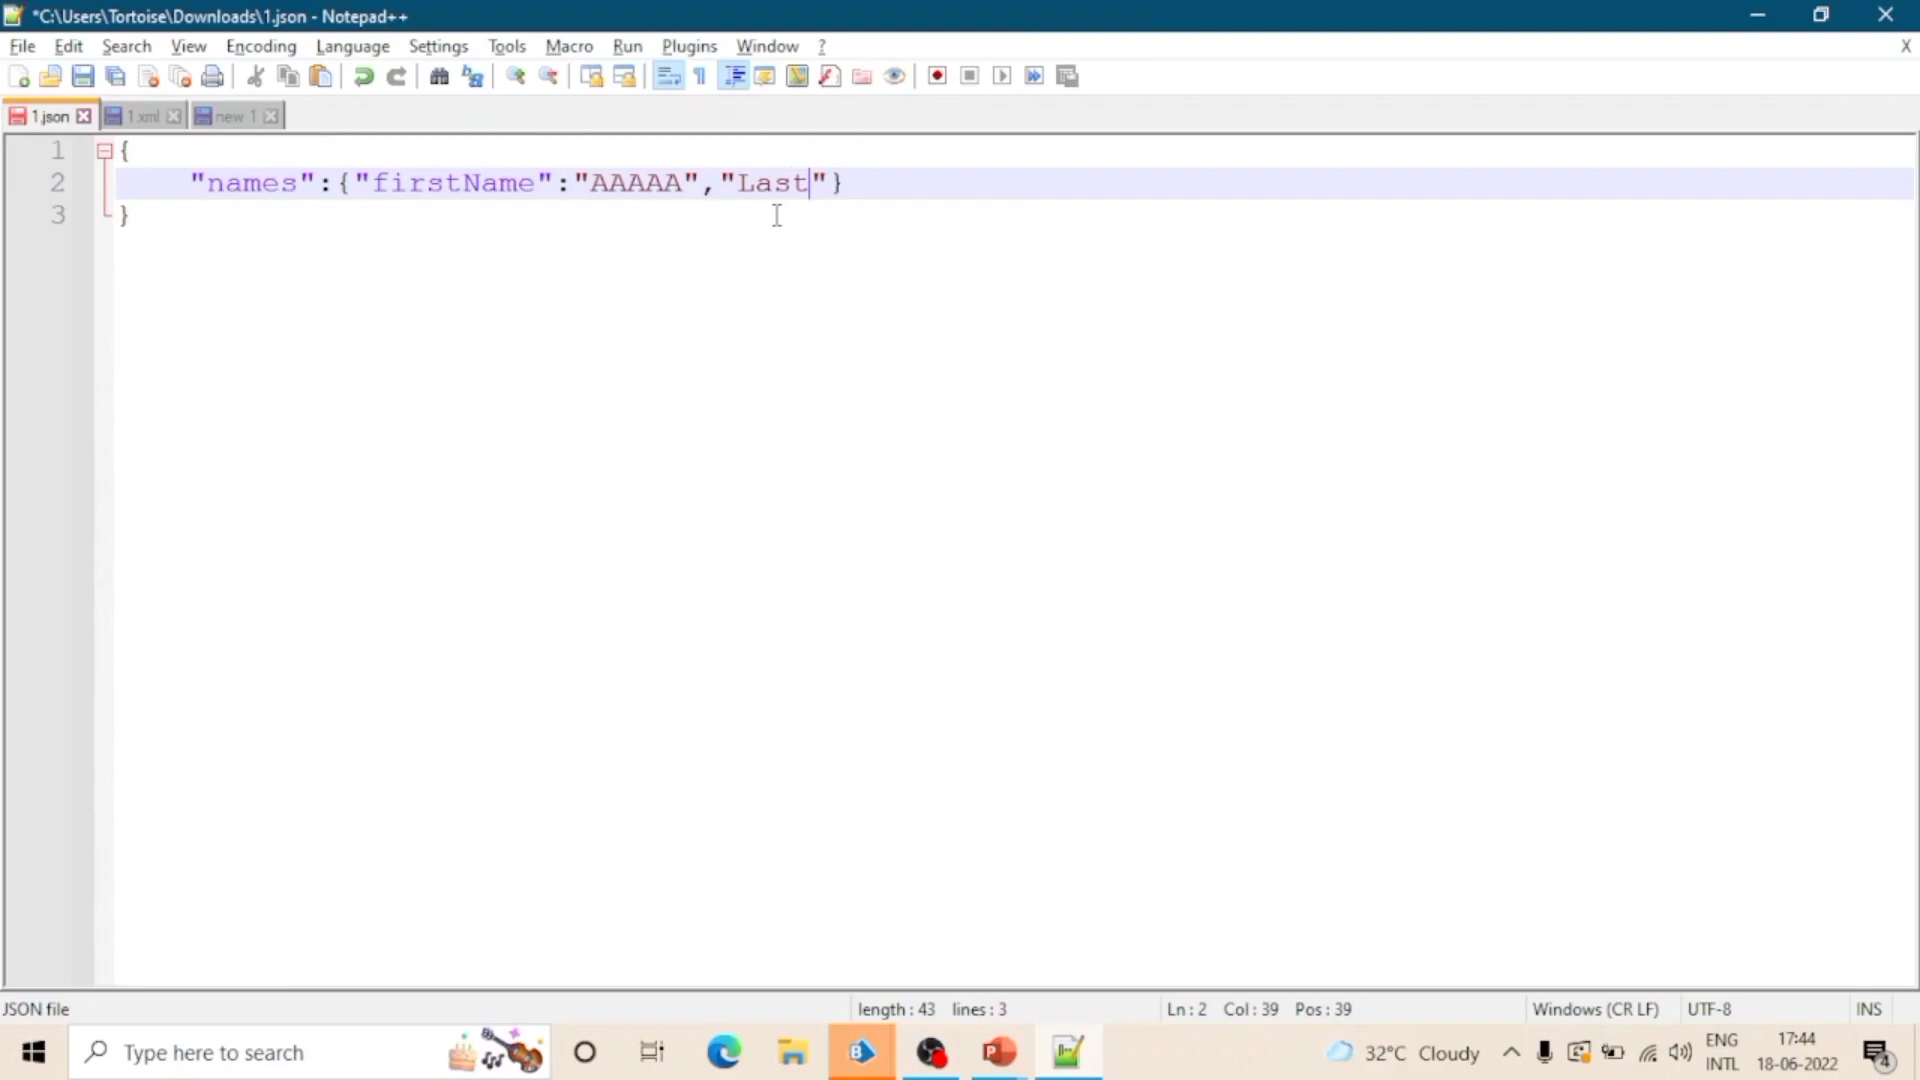 *C:\Users\Tortoise\Downloads\1.json - Notepad++
File Edit Search View Encoding Language Settings Tools Macro Run Plugins Window ? X
1.json 1.xml new 1
1 {
2 "names":{"firstName":"AAAAA","Last"}
3 }
JSON file length : 43 lines : 3 Ln : 2 Col : 39 Pos : 39 Windows (CR LF) UTF-8 INS
Type here to search 32°C Cloudy ENG 17:44
INTL 18-06-2022 4